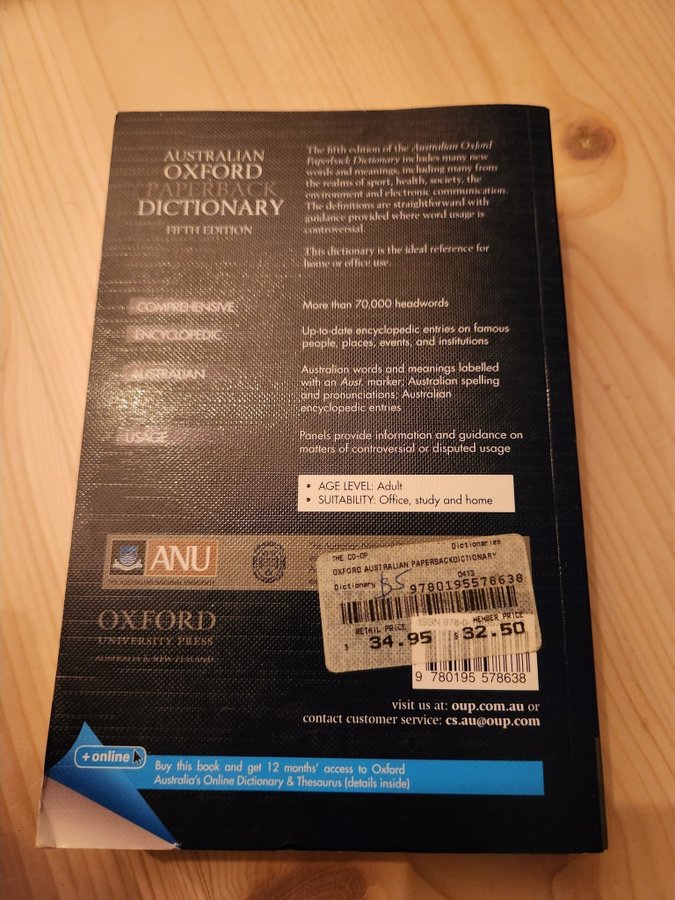 AUSTRALIAN
OXFORD
PAPERBACK
DICTIONARY
FIFTH EDITION
The fifth edition of the Australian Oxford
Paperback Dictionary includes many new
words and meanings, including many from
the realms of sport, health, society, the
environment and electronic communication.
The definitions are straightforward with
guidance provided where word usage is
controversial.
This dictionary is the ideal reference for
home or office use.
COMPREHENSIVE
More than 70,000 headwords
ENCYCLOPEDIC
Up-to-date encyclopedic entries on famous
people, places, events, and institutions
AUSTRALIAN
Australian words and meanings labelled
with an Aust. marker; Australian spelling
and pronunciations; Australian
encyclopedic entries
USAGE
Panels provide information and guidance on
matters of controversial or disputed usage
• AGE LEVEL: Adult
• SUITABILITY: Office, study and home
ANU
THE AUSTRALIAN NATIONAL UNIVERSITY
OXFORD
UNIVERSITY PRESS
AUSTRALIA & NEW ZEALAND
THE CO-OP Dictionaries
OXFORD AUSTRALIAN PAPERBACKDICTIONARY
Dictionary B5 0413
9780195578638
RETAIL PRICE MEMBER PRICE
$ 34.95 $ 32.50
ISBN 978-0-
9 780195 578638
visit us at: oup.com.au or
contact customer service: cs.au@oup.com
+online
Buy this book and get 12 months' access to Oxford
Australia's Online Dictionary & Thesaurus (details inside)